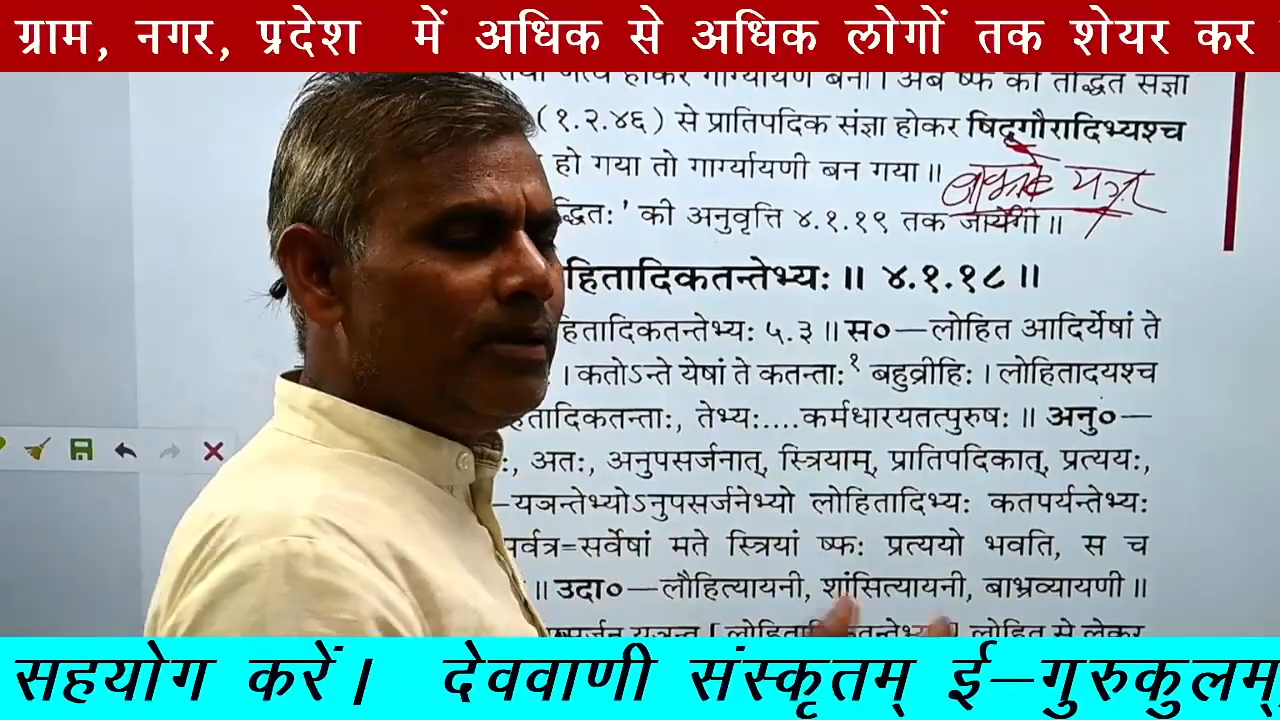 ग्राम, नगर, प्रदेश में अधिक से अधिक लोगों तक शेयर कर
होकर गार्ग्यायण बना। अब ष्फ की तद्धित संज्ञा
(१.२.४६) से प्रातिपदिक संज्ञा होकर षिद्गौरादिभ्यश्च
हो गया तो गार्ग्यायणी बन गया॥
द्धितः' की अनुवृत्ति ४.१.१९ तक जायेगी॥
हितादिकतन्तेभ्यः॥ ४.१.१८॥
हितादिकतन्तेभ्यः ५.३॥ स०—लोहित आदिर्येषां ते
। कतोऽन्ते येषां ते कतन्ताः१ बहुव्रीहिः। लोहितादयश्च
हतादिकतन्ताः, तेभ्यः....कर्मधारयतत्पुरुषः॥ अनु०—
, अतः, अनुपसर्जनात्, स्त्रियाम्, प्रातिपदिकात्, प्रत्ययः,
—यञन्तेभ्योऽनुपसर्जनेभ्यो लोहितादिभ्यः कतपर्यन्तेभ्यः
सर्वत्र=सर्वेषां मते स्त्रियां ष्फः प्रत्ययो भवति, स च
॥ उदा०—लौहित्यायनी, शांसित्यायनी, बाभ्रव्यायणी॥
लोहित से लेकर
सहयोग करें। देववाणी संस्कृतम् ई–गुरुकुलम्